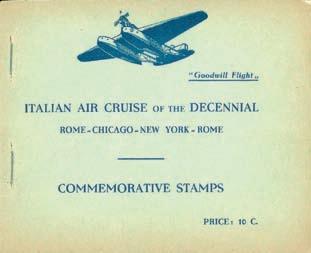 "Goodwill Flight„
ITALIAN AIR CRUISE OF THE DECENNIAL
ROME-CHICAGO-NEW YORK-ROME
COMMEMORATIVE STAMPS
PRICE: 10 C.